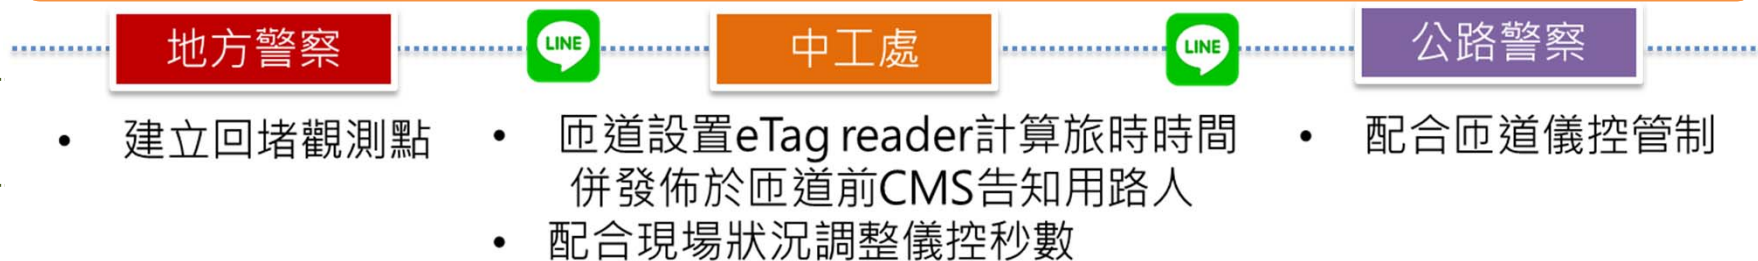 地方警察
LINE
中工處
LINE
公路警察
• 建立回堵觀測點
• 匝道設置eTag reader計算旅時時間
併發佈於匝道前CMS告知用路人
• 配合現場狀況調整儀控秒數
• 配合匝道儀控管制